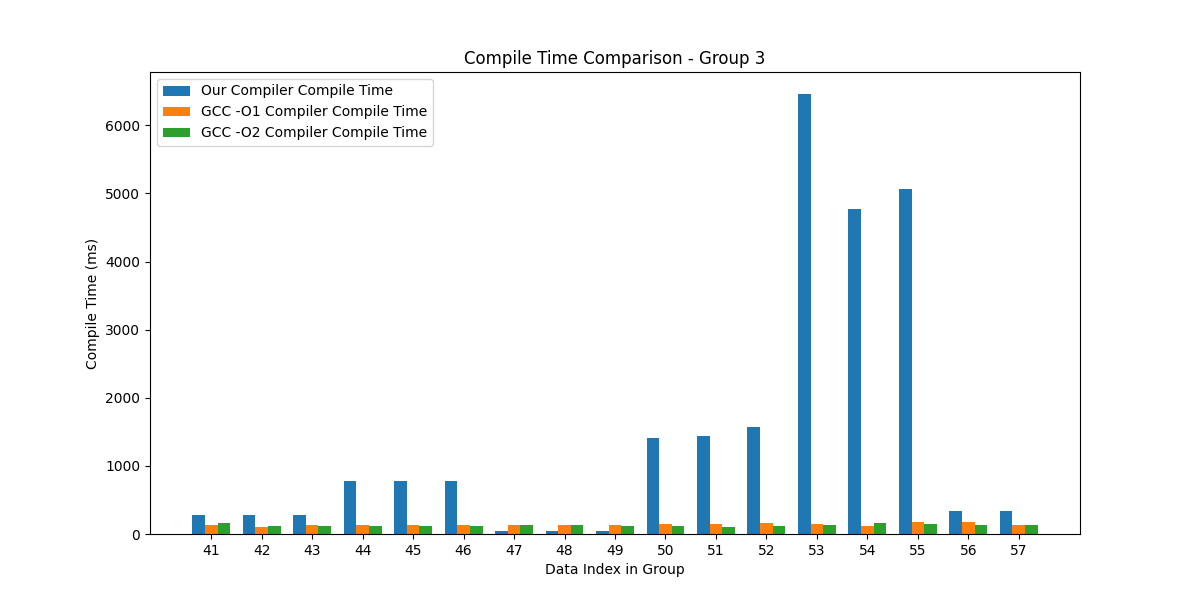 Compile Time Comparison - Group 3
Our Compiler Compile Time
GCC -O1 Compiler Compile Time
GCC -O2 Compiler Compile Time
Compile Time (ms)
6000
5000
4000
3000
2000
1000
0
41 42 43 44 45 46 47 48 49 50 51 52 53 54 55 56 57
Data Index in Group